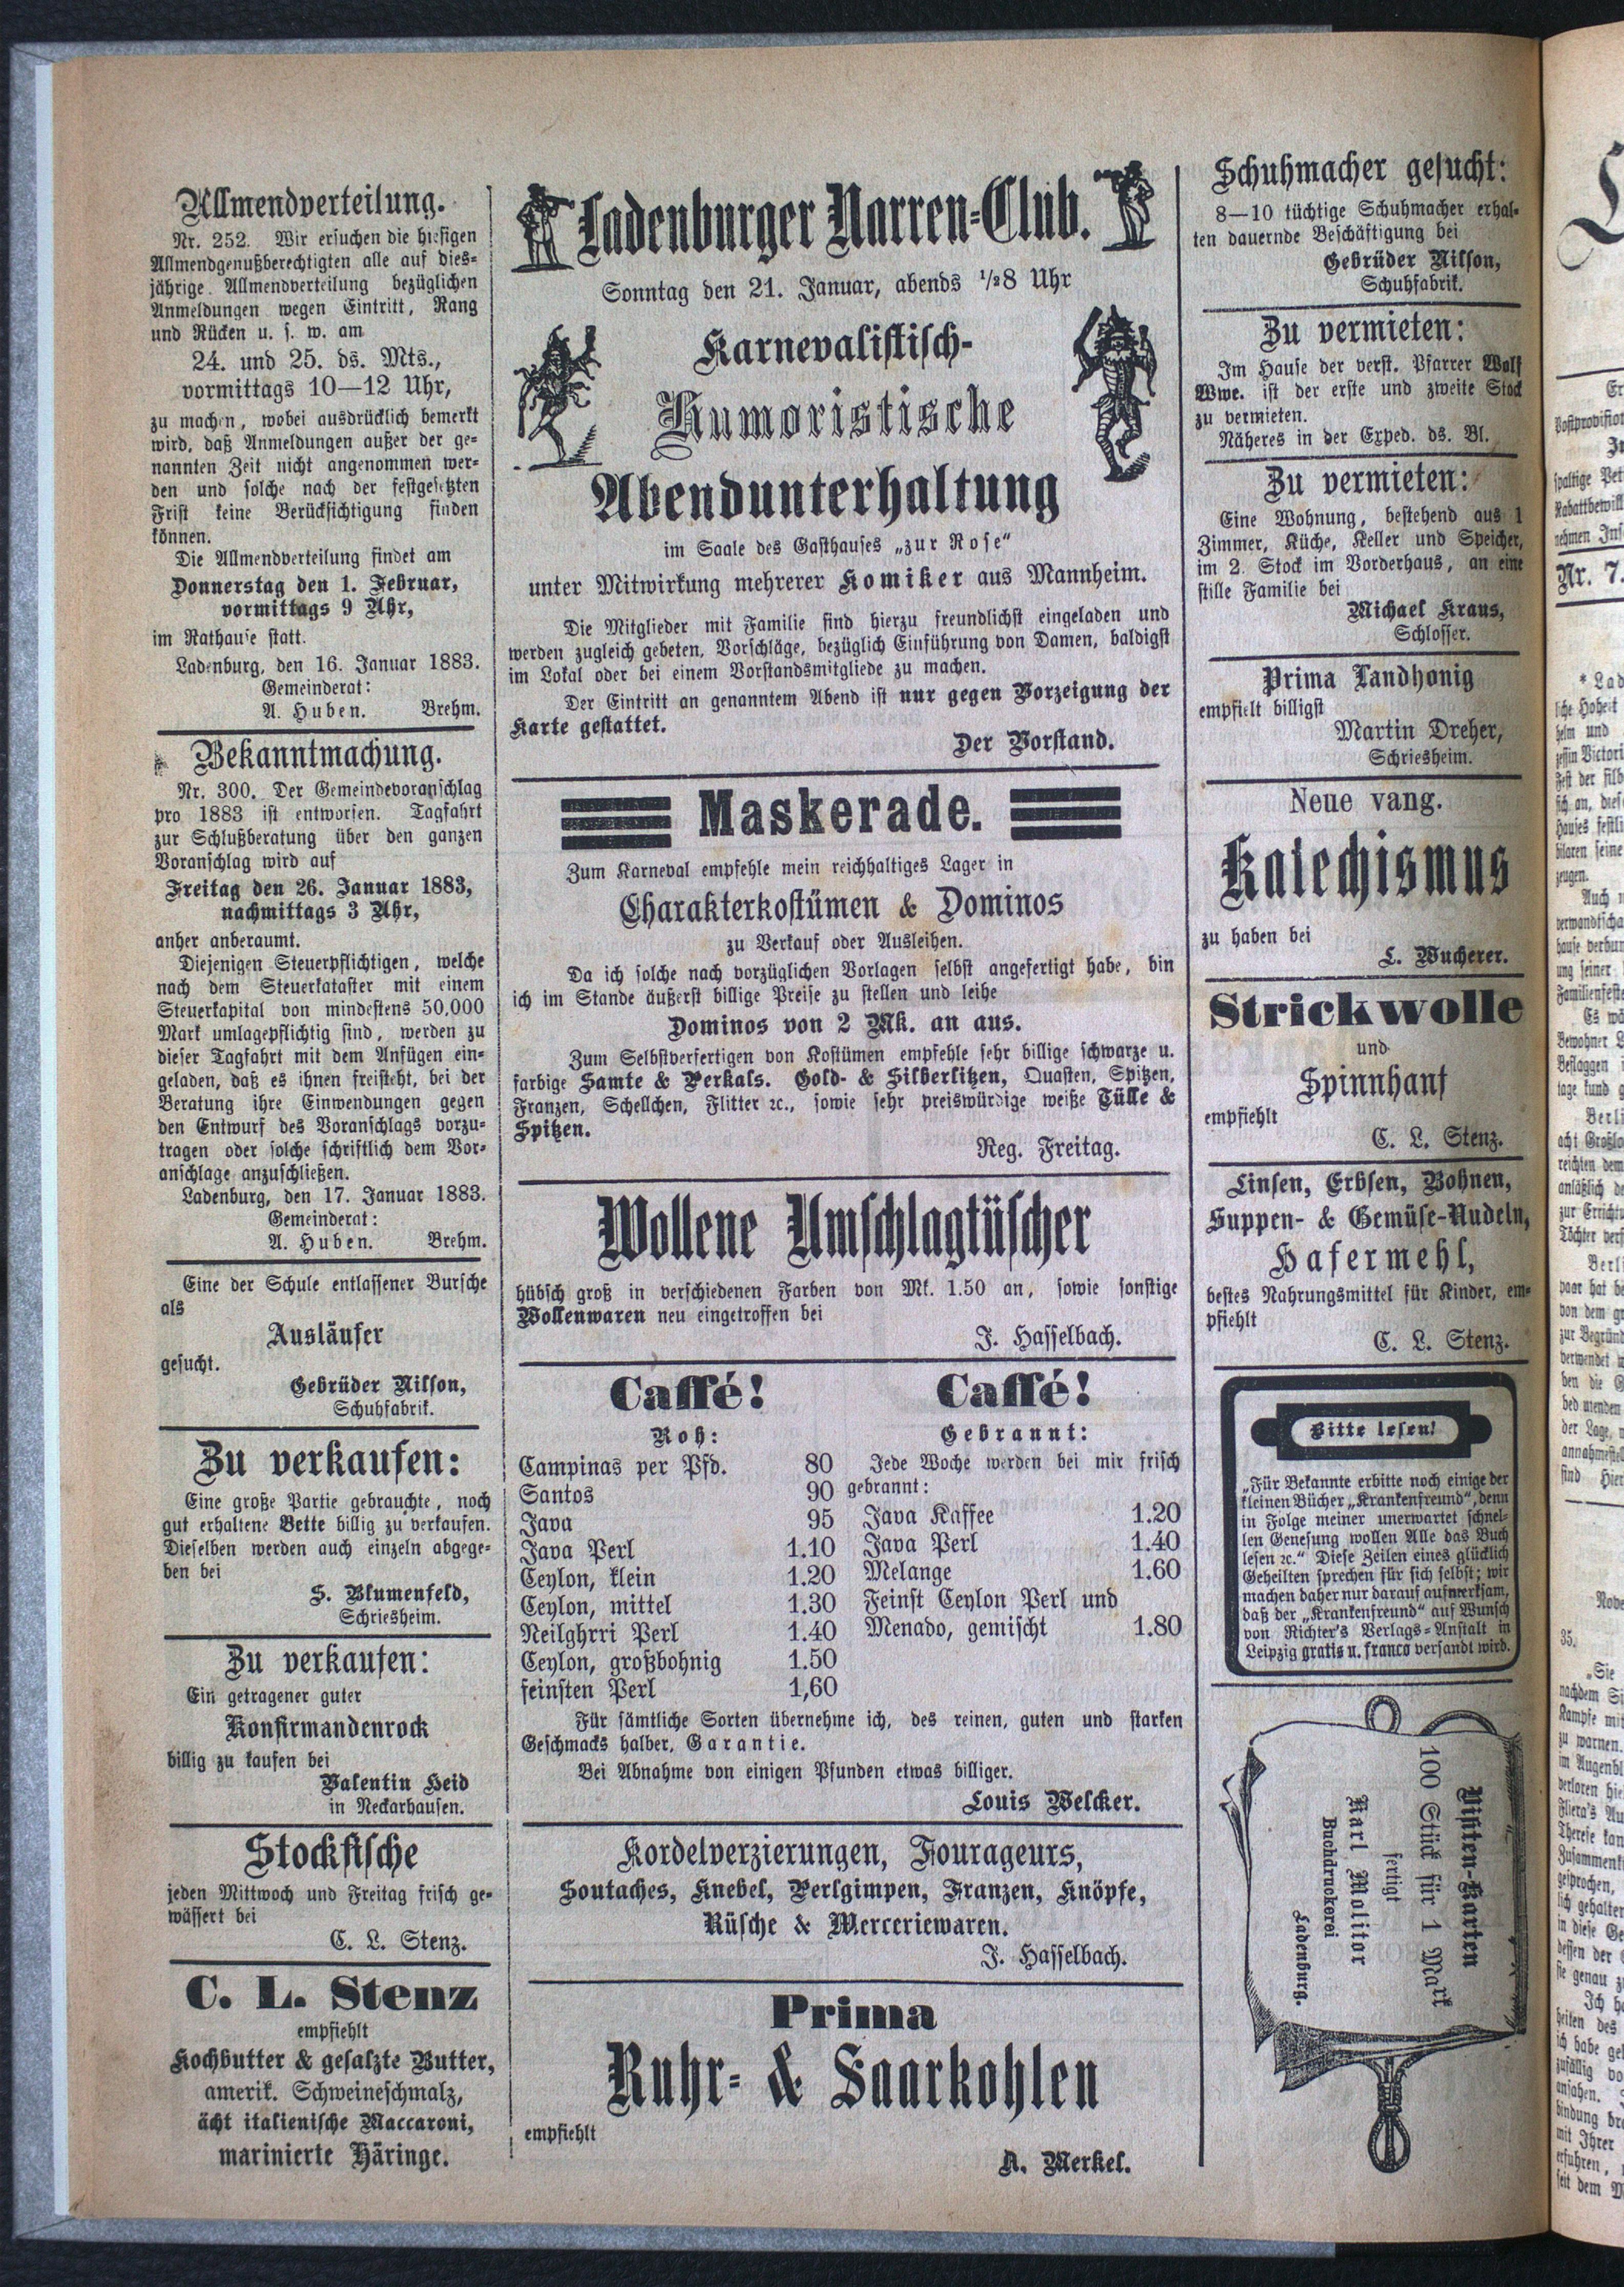 Allmendverteilung.
Nr. 252. Wir ersuchen die hiesigen
Allmendgenußberechtigten alle auf dies-
jährige Allmendverteilung bezüglichen
Anmeldungen wegen Eintritt, Rang
und Rücken u. s. w. am
24. und 25. ds. Mts.,
vormittags 10—12 Uhr,
zu machen, wobei ausdrücklich bemerkt
wird, daß Anmeldungen außer der ge-
nannten Zeit nicht angenommen wer-
den und solche nach der festgesetzten
Frist keine Berücksichtigung finden
können.
Die Allmendverteilung findet am
Donnerstag den 1. Februar,
vormittags 9 Uhr,
im Rathause statt.
Ladenburg, den 16. Januar 1883.
Gemeinderat:
A. Huben. Brehm.
Bekanntmachung.
Nr. 300. Der Gemeindevoranschlag
pro 1883 ist entworfen. Tagfahrt
zur Schlußberatung über den ganzen
Voranschlag wird auf
Freitag den 26. Januar 1883,
nachmittags 3 Uhr,
anher anberaumt.
Diejenigen Steuerpflichtigen, welche
nach dem Steuerkataster mit einem
Steuerkapital von mindestens 50,000
Mark umlagepflichtig sind, werden zu
dieser Tagfahrt mit dem Anfügen ein-
geladen, daß es ihnen freisteht, bei der
Beratung ihre Einwendungen gegen
den Entwurf des Voranschlags vorzu-
tragen oder solche schriftlich dem Vor-
anschlage anzuschließen.
Ladenburg, den 17. Januar 1883.
Gemeinderat:
A. Huben. Brehm.
Eine der Schule entlassener Bursche
als
Ausläufer
gesucht.
Gebrüder Nilson,
Schuhfabrik.
Zu verkaufen:
Eine große Partie gebrauchte, noch
gut erhaltene Bette billig zu verkaufen.
Dieselben werden auch einzeln abgege-
ben bei
S. Blumenfeld,
Schriesheim.
Zu verkaufen:
Ein getragener guter
Konfirmandenrock
billig zu kaufen bei
Valentin Heid
in Neckarhausen.
Stockfische
jeden Mittwoch und Freitag frisch ge-
wässert bei
C. L. Stenz.
C. L. Stenz
empfiehlt
Kochbutter & gesalzte Butter,
amerik. Schweineschmalz,
ächt italienische Maccaroni,
marinierte Häringe.
Ladenburger Narren-Club.
Sonntag den 21. Januar, abends ½8 Uhr
Karnevalistisch-
Humoristische
Abendunterhaltung
im Saale des Gasthauses „zur Rose“
unter Mitwirkung mehrerer Komiker aus Mannheim.
Die Mitglieder mit Familie sind hierzu freundlichst eingeladen und
werden zugleich gebeten, Vorschläge, bezüglich Einführung von Damen, baldigst
im Lokal oder bei einem Vorstandsmitgliede zu machen.
Der Eintritt an genanntem Abend ist nur gegen Vorzeigung der
Karte gestattet.
Der Vorstand.
Maskerade.
Zum Karneval empfehle mein reichhaltiges Lager in
Charakterkostümen & Dominos
zu Verkauf oder Ausleihen.
Da ich solche nach vorzüglichen Vorlagen selbst angefertigt habe, bin
ich im Stande äußerst billige Preise zu stellen und leihe
Dominos von 2 Mk. an aus.
Zum Selbstverfertigen von Kostümen empfehle sehr billige schwarze u.
farbige Samte & Perkals. Gold- & Silberlitzen, Quasten, Spitzen,
Franzen, Schellchen, Flitter ꝛc., sowie sehr preiswürdige weiße Tülle &
Spitzen.
Reg. Freitag.
Wollene Umschlagtüscher
hübsch groß in verschiedenen Farben von Mk. 1.50 an, sowie sonstige
Wollenwaren neu eingetroffen bei
J. Hasselbach.
Caffé!
Roh:
Campinas per Pfd. 80
Santos 90
Java 95
Java Perl 1.10
Ceylon, klein 1.20
Ceylon, mittel 1.30
Neilghrri Perl 1.40
Ceylon, großbohnig 1.50
feinsten Perl 1,60
Caffé!
Gebrannt:
Jede Woche werden bei mir frisch
gebrannt:
Java Kaffee 1.20
Java Perl 1.40
Melange 1.60
Feinst Ceylon Perl und
Menado, gemischt 1.80
Für sämtliche Sorten übernehme ich, des reinen, guten und starken
Geschmacks halber, Garantie.
Bei Abnahme von einigen Pfunden etwas billiger.
Louis Welcker.
Kordelverzierungen, Fourageurs,
Soutaches, Knebel, Perlgimpen, Franzen, Knöpfe,
Rüsche & Merceriewaren.
J. Hasselbach.
Prima
Ruhr- & Saarkohlen
empfiehlt
A. Merkel.
Schuhmacher gesucht:
8—10 tüchtige Schuhmacher erhal-
ten dauernde Beschäftigung bei
Gebrüder Nilson,
Schuhfabrik.
Zu vermieten:
Im Hause der verst. Pfarrer Wolf
Wwe. ist der erste und zweite Stock
zu vermieten.
Näheres in der Exped. ds. Bl.
Zu vermieten:
Eine Wohnung, bestehend aus 1
Zimmer, Küche, Keller und Speicher,
im 2. Stock im Vorderhaus, an eine
stille Familie bei
Michael Kraus,
Schlosser.
Prima Landhonig
empfielt billigst
Martin Dreher,
Schriesheim.
Neue vang.
Katechismus
zu haben bei
L. Wucherer.
Strickwolle
und
Spinnhanf
empfiehlt
C. L. Stenz.
Linsen, Erbsen, Bohnen,
Suppen- & Gemüse-Nudeln,
Hafermehl,
bestes Nahrungsmittel für Kinder, em-
pfiehlt
C. L. Stenz.
Bitte lesen!
„Für Bekannte erbitte noch einige der
kleinen Bücher „Krankenfreund“, denn
in Folge meiner unerwartet schnel-
len Genesung wollen Alle das Buch
lesen ꝛc.“ Diese Zeilen eines glücklich
Geheilten sprechen für sich selbst; wir
machen daher nur darauf aufmerksam,
daß der „Krankenfreund“ auf Wunsch
von Richter's Verlags-Anstalt in
Leipzig gratis u. franco versandt wird.
Visiten-Karten
100 Stück für 1 Mark
fertigt
Karl Molitor
Buchdruckerei
Ladenburg.
Nr. 7.